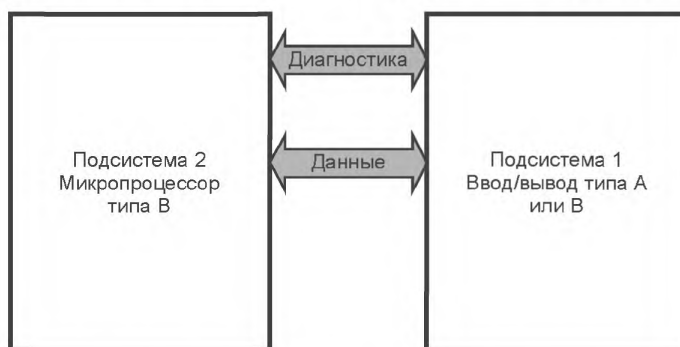 Диагностика
Данные
Подсистема 2
Микропроцессор
типа В
Подсистема 1
Ввод/вывод типа А
или В